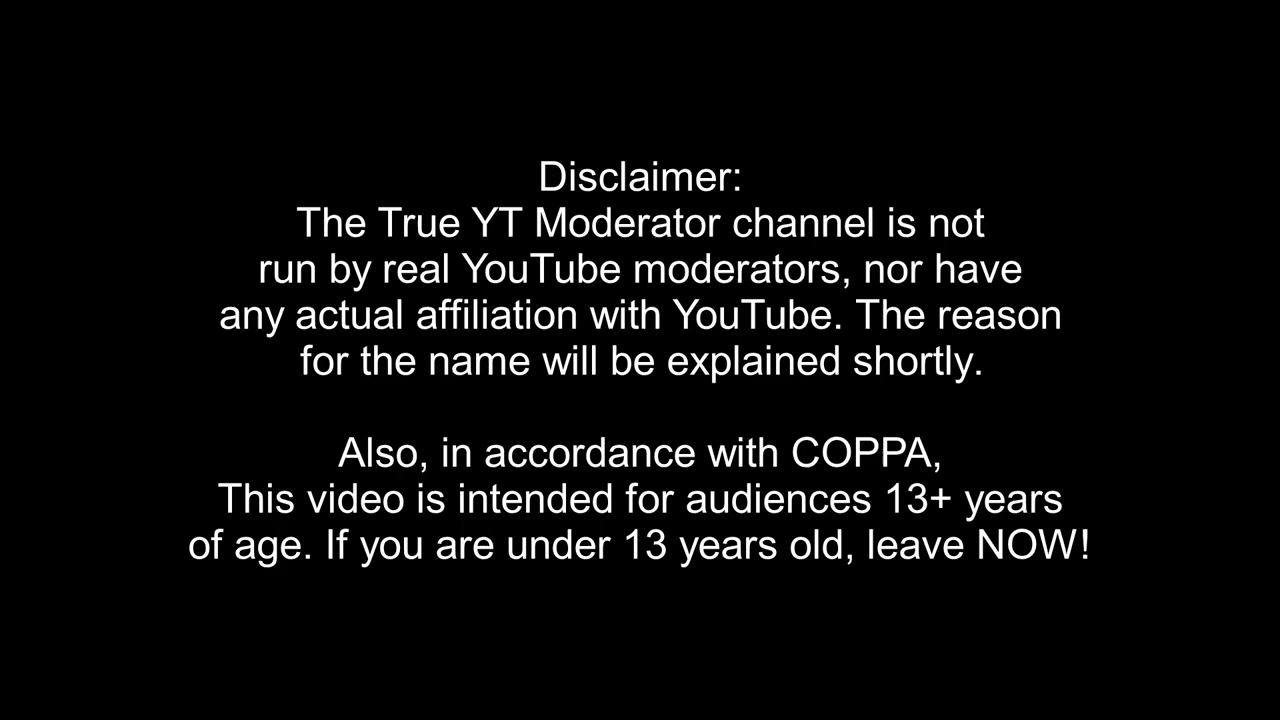 Disclaimer:
The True YT Moderator channel is not
run by real YouTube moderators, nor have
any actual affiliation with YouTube. The reason
for the name will be explained shortly.
Also, in accordance with COPPA,
This video is intended for audiences 13+ years
of age. If you are under 13 years old, leave NOW!